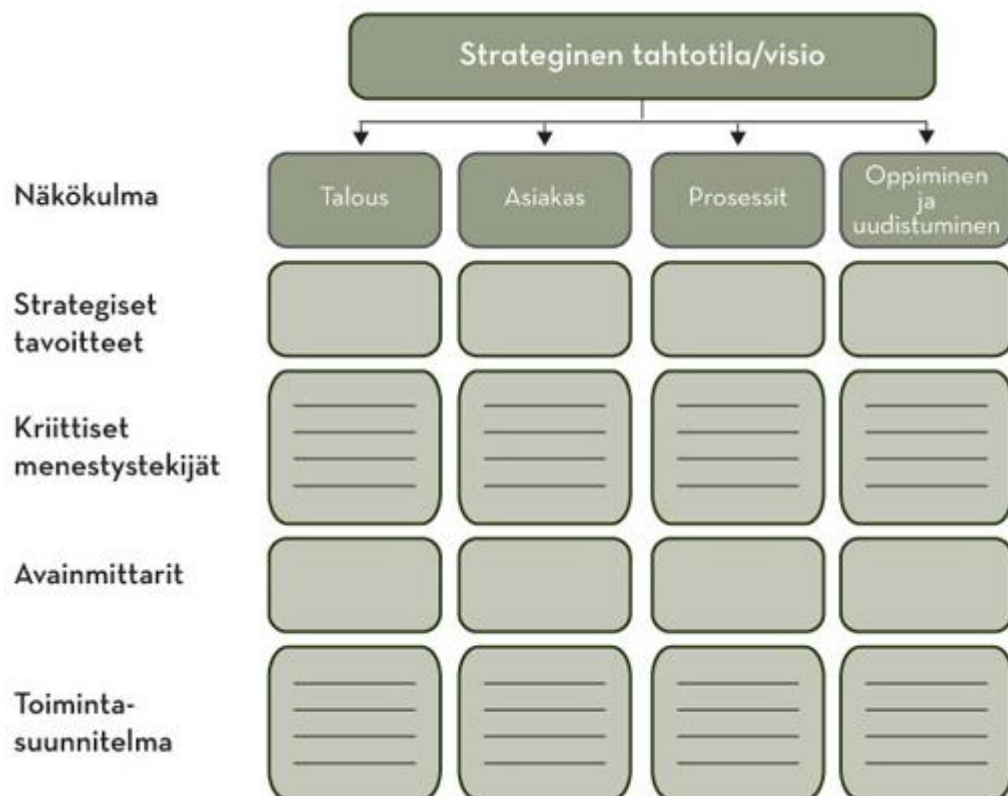 Strateginen tahtotila/visio
Näkökulma
Talous
Asiakas
Prosessit
Oppiminen
ja
uudistuminen
Strategiset
tavoitteet
Kriittiset
menestystekijät
Avainmittarit
Toiminta-
suunnitelma